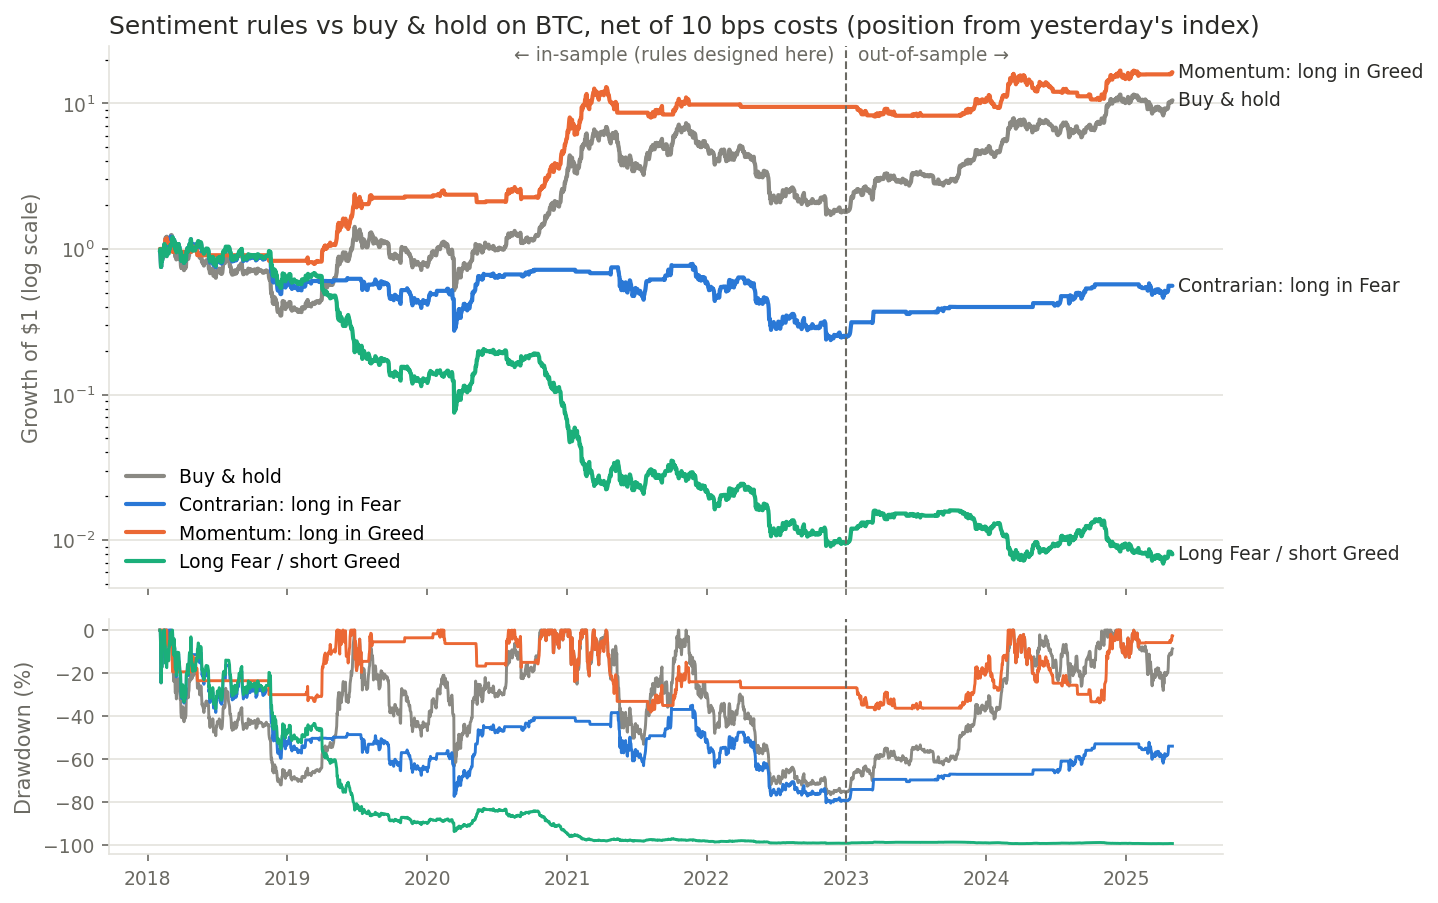 Sentiment rules vs buy & hold on BTC, net of 10 bps costs (position from yesterday's index)
← in-sample (rules designed here)
out-of-sample →
Momentum: long in Greed
Buy & hold
Contrarian: long in Fear
Long Fear / short Greed
Growth of $1 (log scale)
10¹
10⁰
10⁻¹
10⁻²
Buy & hold
Contrarian: long in Fear
Momentum: long in Greed
Long Fear / short Greed
Drawdown (%)
0
−20
−40
−60
−80
−100
2018 2019 2020 2021 2022 2023 2024 2025